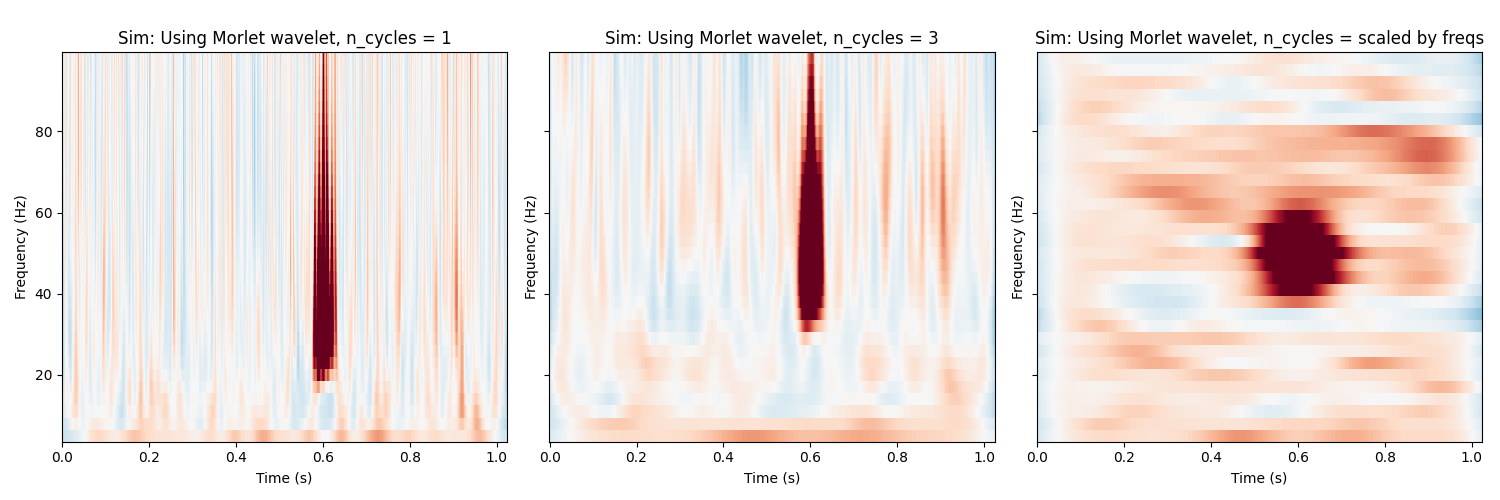 Sim: Using Morlet wavelet, n_cycles = 1
Sim: Using Morlet wavelet, n_cycles = 3
Sim: Using Morlet wavelet, n_cycles = scaled by freqs
80
60
40
20
Frequency (Hz)
Frequency (Hz)
Frequency (Hz)
0.0 0.2 0.4 0.6 0.8 1.0
0.0 0.2 0.4 0.6 0.8 1.0
0.0 0.2 0.4 0.6 0.8 1.0
Time (s)
Time (s)
Time (s)